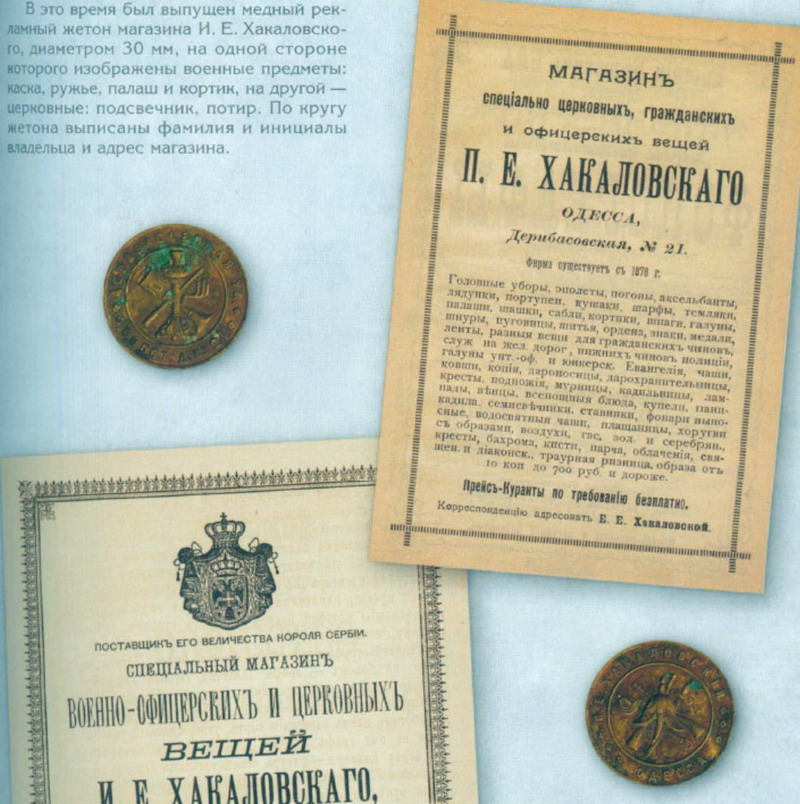 В это время был выпущен медный рек-
ламный жетон магазина И. Е. Хакаловско-
го, диаметром 30 мм, на одной стороне
которого изображены военные предметы:
каска, ружье, палаш и кортик, на другой —
церковные: подсвечник, потир. По кругу
жетона выписаны фамилия и инициалы
владельца и адрес магазина.
МАГАЗИНЪ
спеціально церковныхъ, гражданскихъ
и офицерскихъ вещей
П. Е. ХАКАЛОВСКАГО
ОДЕССА,
Дерибасовская, № 21.
Фирма существуетъ съ 1878 г.
Головные уборы, эполеты, погоны, аксельбанты,
лядунки, портупеи, кушаки, шарфы, темляки,
палаши, шашки, сабли, кортики, шпаги, галуны,
шнуры, пуговицы, шитья, ордена, знаки, медали,
ленты, разныя вещи для гражданскихъ чиновъ,
служ на жел. дорог, нижнихъ чиновъ полиціи,
галуны унт.-оф. и юнкерск. Евангелія, чаши,
ковши, копія, дароносицы, дарохранительницы,
кресты, подножія, мурницы, кадильницы, лам-
пады, вѣнцы, всенощныя блюда, купели, пани-
кадила, семисвѣчники, ставники, фонари выно-
сные, водосвятныя чаши, плащаницы, хоругви
съ образами, воздухи, гас, зол. и серебрян.,
кресты, бахрома, кисти, парча, облаченія, свя-
щен. и діаконск., траурная ризница, образа отъ
10 коп до 700 руб. и дороже.
Прейсъ-Куранты по требованію безплатно.
Корреспонденцію адресовать Е. Е. Хакаловской.
ПОСТАВЩИКЪ ЕГО ВЕЛИЧЕСТВА КОРОЛЯ СЕРБІИ.
СПЕЦІАЛЬНЫЙ МАГАЗИНЪ
ВОЕННО-ОФИЦЕРСКИХЪ И ЦЕРКОВНЫХЪ
ВЕЩЕЙ
И. Е. ХАКАЛОВСКАГО,
ХАКАЛОВСКИЙ
ОДЕССА